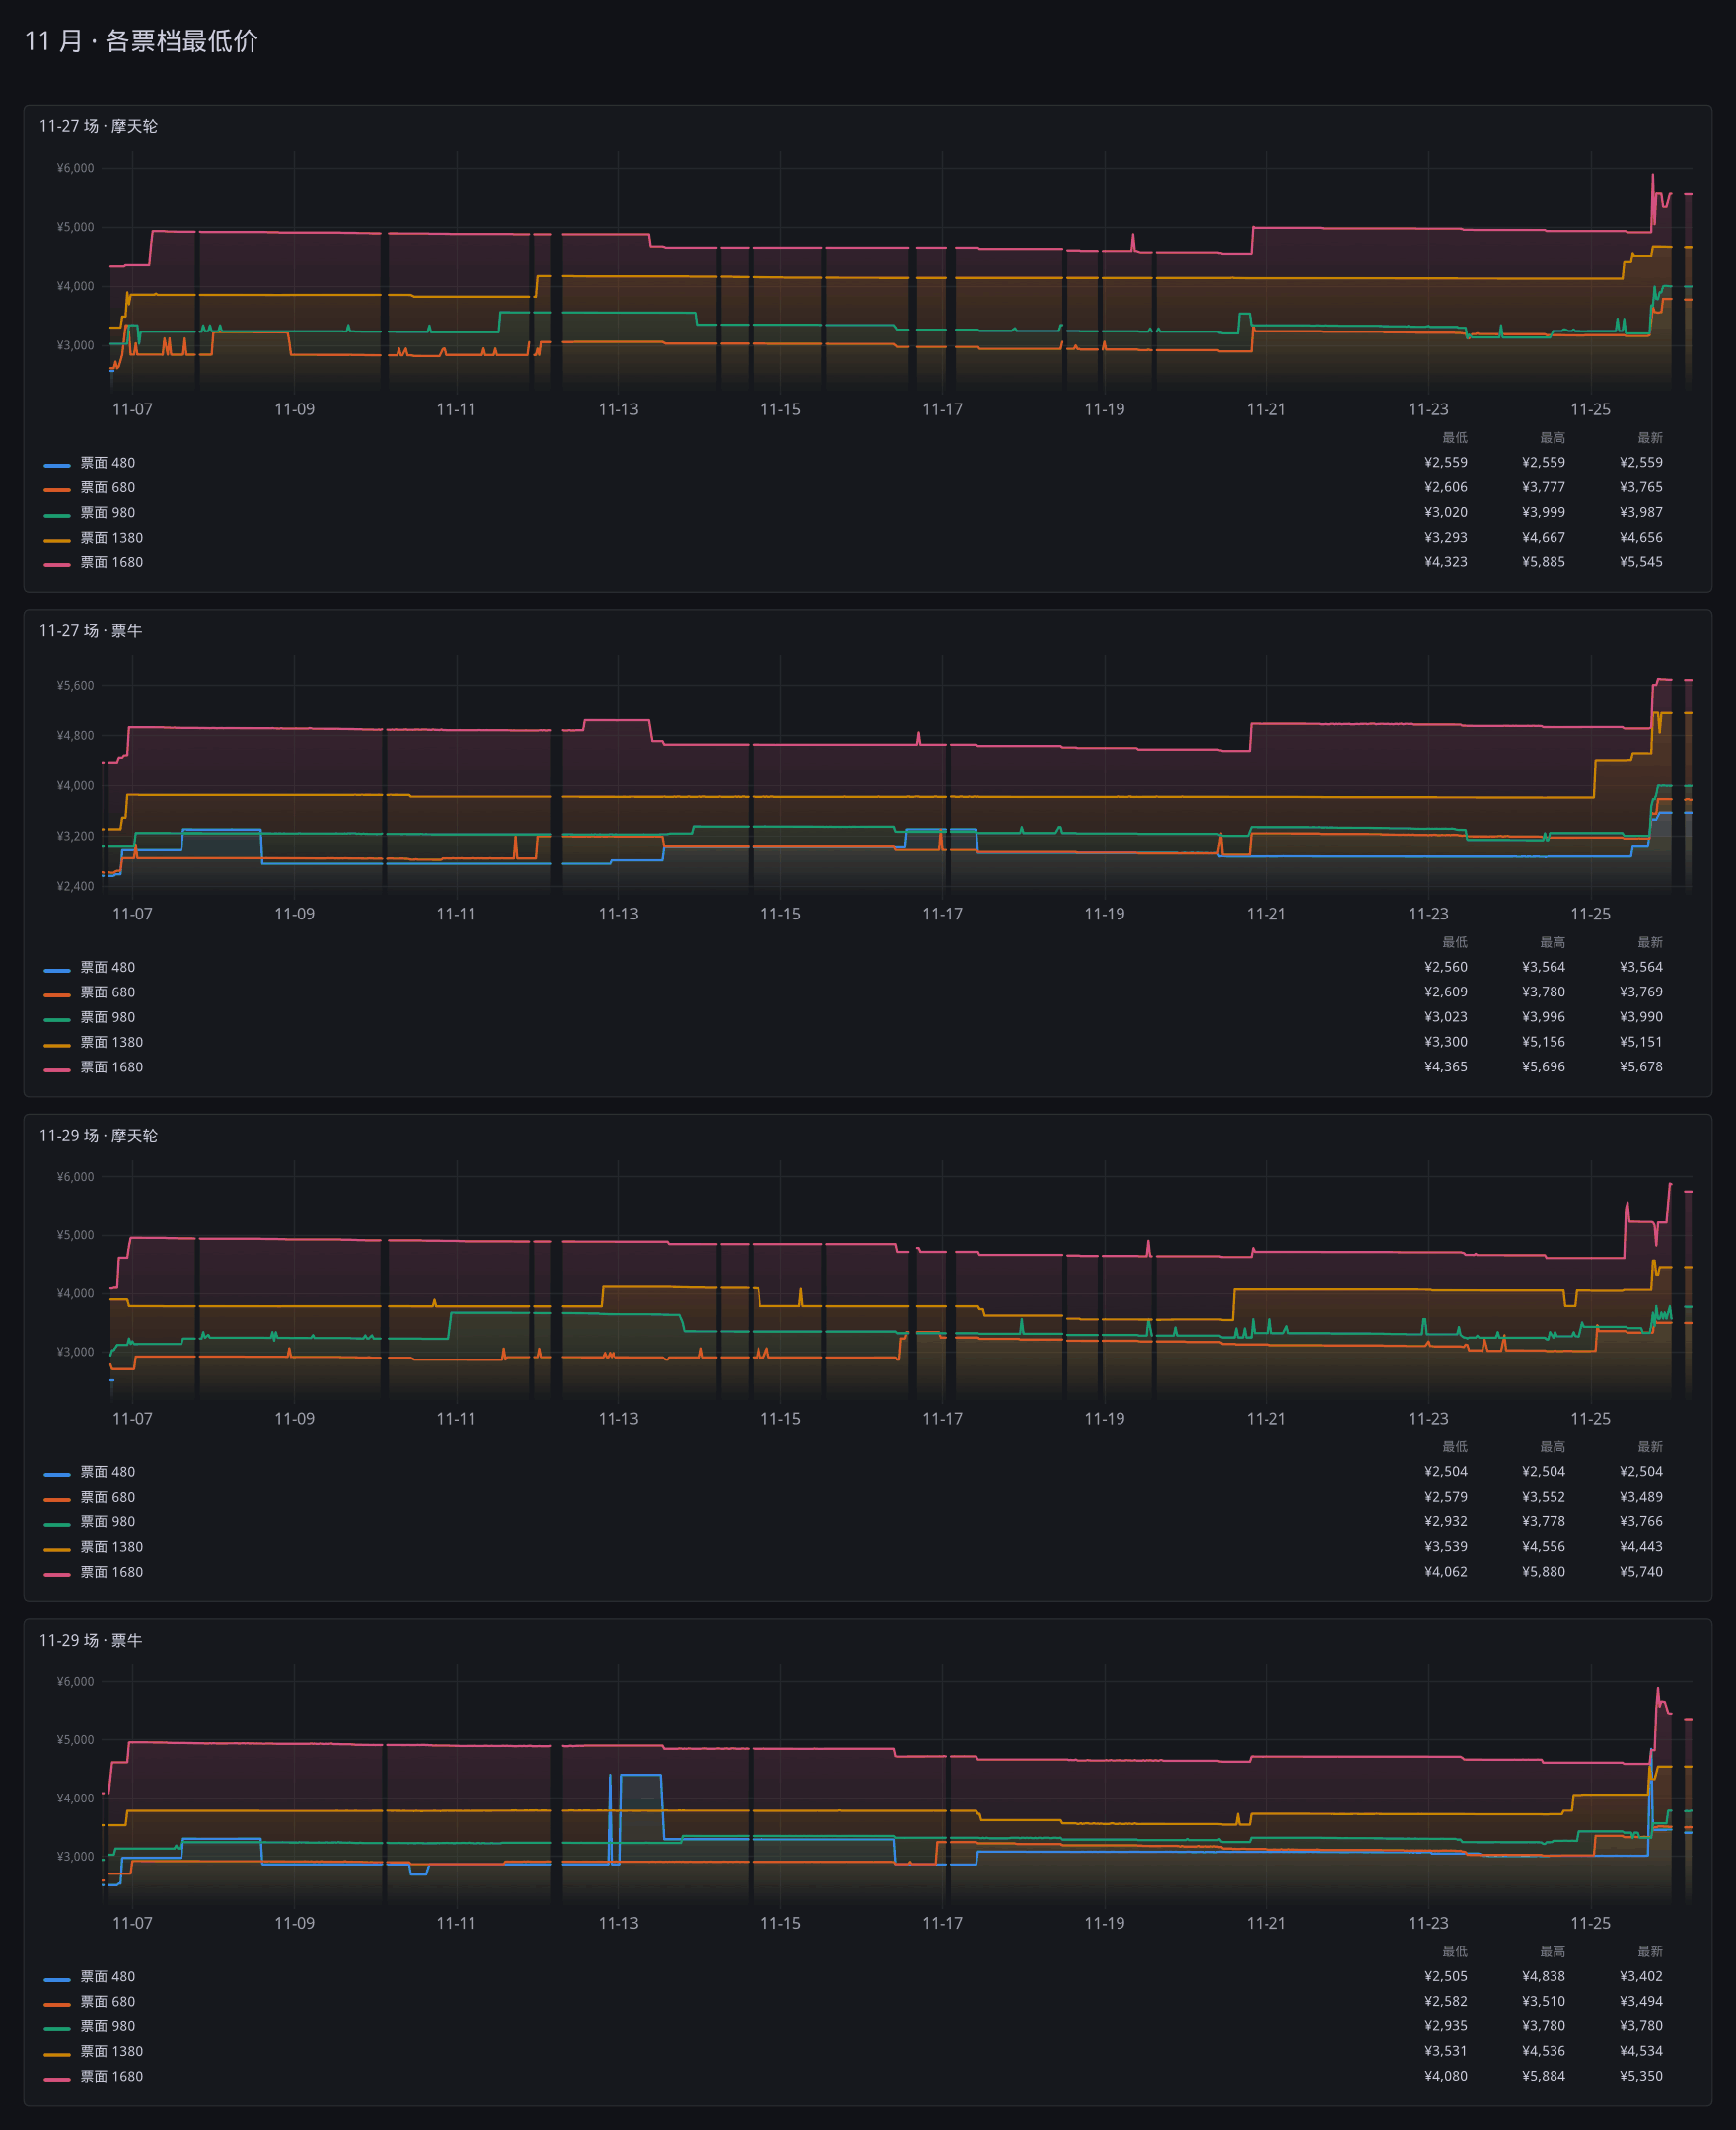 11 月 · 各票档最低价
11-27 场 · 摩天轮
¥6,000
¥5,000
¥4,000
¥3,000
11-07 11-09 11-11 11-13 11-15 11-17 11-19 11-21 11-23 11-25
最低 最高 最新
票面 480 ¥2,559 ¥2,559 ¥2,559
票面 680 ¥2,606 ¥3,777 ¥3,765
票面 980 ¥3,020 ¥3,999 ¥3,987
票面 1380 ¥3,293 ¥4,667 ¥4,656
票面 1680 ¥4,323 ¥5,885 ¥5,545
11-27 场 · 票牛
¥5,600
¥4,800
¥4,000
¥3,200
¥2,400
11-07 11-09 11-11 11-13 11-15 11-17 11-19 11-21 11-23 11-25
最低 最高 最新
票面 480 ¥2,560 ¥3,564 ¥3,564
票面 680 ¥2,609 ¥3,780 ¥3,769
票面 980 ¥3,023 ¥3,996 ¥3,990
票面 1380 ¥3,300 ¥5,156 ¥5,151
票面 1680 ¥4,365 ¥5,696 ¥5,678
11-29 场 · 摩天轮
¥6,000
¥5,000
¥4,000
¥3,000
11-07 11-09 11-11 11-13 11-15 11-17 11-19 11-21 11-23 11-25
最低 最高 最新
票面 480 ¥2,504 ¥2,504 ¥2,504
票面 680 ¥2,579 ¥3,552 ¥3,489
票面 980 ¥2,932 ¥3,778 ¥3,766
票面 1380 ¥3,539 ¥4,556 ¥4,443
票面 1680 ¥4,062 ¥5,880 ¥5,740
11-29 场 · 票牛
¥6,000
¥5,000
¥4,000
¥3,000
11-07 11-09 11-11 11-13 11-15 11-17 11-19 11-21 11-23 11-25
最低 最高 最新
票面 480 ¥2,505 ¥4,838 ¥3,402
票面 680 ¥2,582 ¥3,510 ¥3,494
票面 980 ¥2,935 ¥3,780 ¥3,780
票面 1380 ¥3,531 ¥4,536 ¥4,534
票面 1680 ¥4,080 ¥5,884 ¥5,350